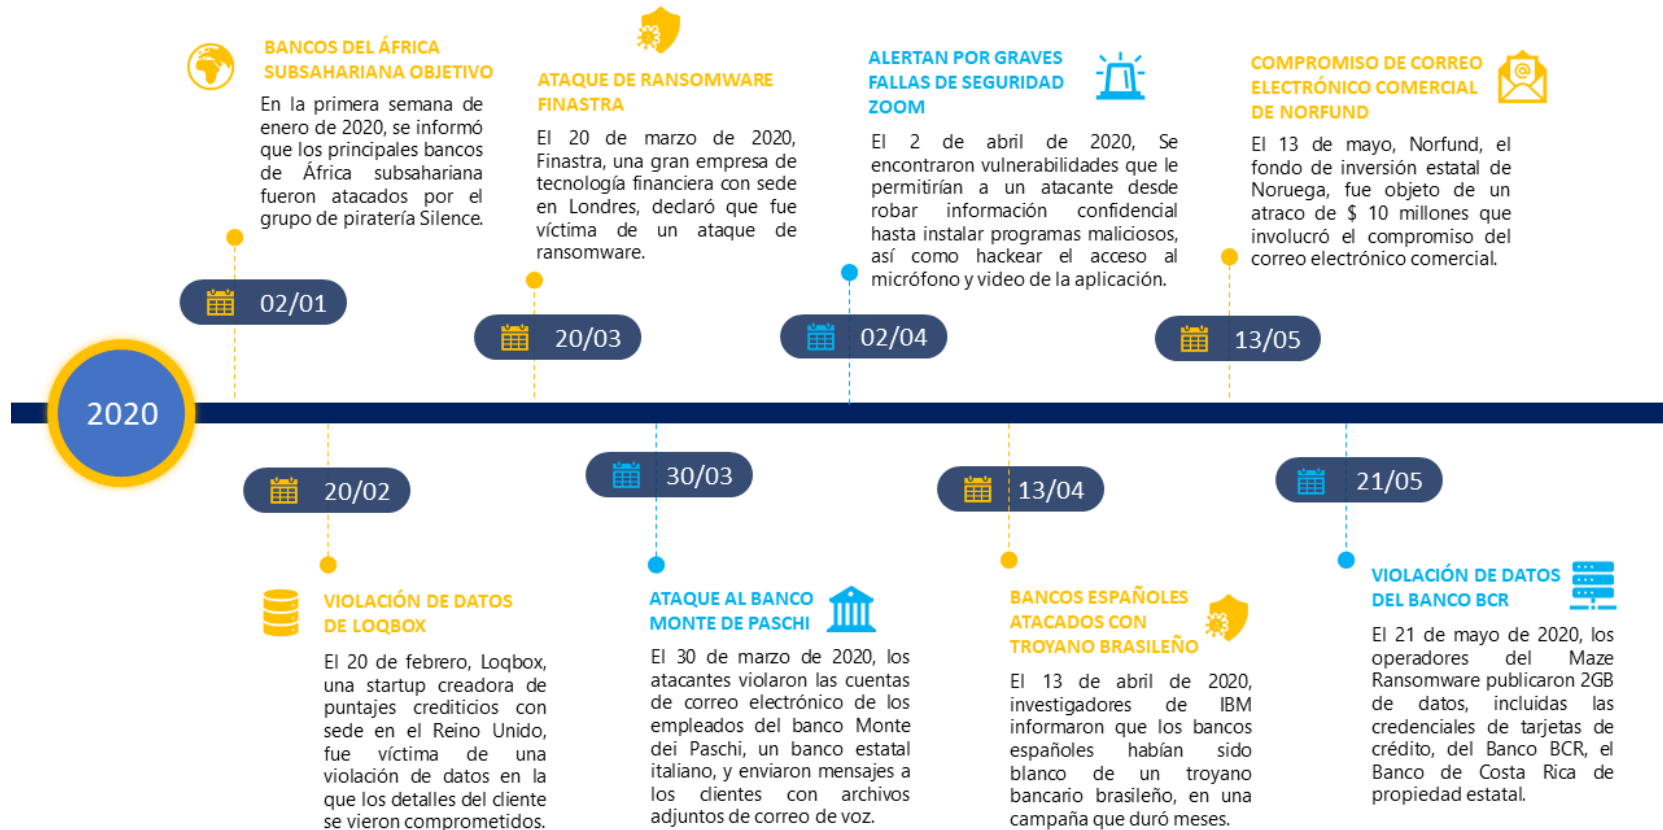 BANCOS DEL ÁFRICA
SUBSAHARIANA OBJETIVO
En la primera semana de
enero de 2020, se informó
que los principales bancos
de África subsahariana
fueron atacados por el
grupo de piratería Silence.
02/01
ATAQUE DE RANSOMWARE
FINASTRA
El 20 de marzo de 2020,
Finastra, una gran empresa de
tecnología financiera con sede
en Londres, declaró que fue
víctima de un ataque de
ransomware.
20/03
ALERTAN POR GRAVES
FALLAS DE SEGURIDAD
ZOOM
El 2 de abril de 2020, Se
encontraron vulnerabilidades que le
permitirían a un atacante desde
robar información confidencial
hasta instalar programas maliciosos,
así como hackear el acceso al
micrófono y video de la aplicación.
02/04
COMPROMISO DE CORREO
ELECTRÓNICO COMERCIAL
DE NORFUND
El 13 de mayo, Norfund, el
fondo de inversión estatal de
Noruega, fue objeto de un
atraco de $ 10 millones que
involucró el compromiso del
correo electrónico comercial.
13/05
2020
20/02
VIOLACIÓN DE DATOS
DE LOQBOX
El 20 de febrero, Loqbox,
una startup creadora de
puntajes crediticios con
sede en el Reino Unido,
fue víctima de una
violación de datos en la
que los detalles del cliente
se vieron comprometidos.
30/03
ATAQUE AL BANCO
MONTE DE PASCHI
El 30 de marzo de 2020, los
atacantes violaron las cuentas
de correo electrónico de los
empleados del banco Monte
dei Paschi, un banco estatal
italiano, y enviaron mensajes a
los clientes con archivos
adjuntos de correo de voz.
13/04
BANCOS ESPAÑOLES
ATACADOS CON
TROYANO BRASILEÑO
El 13 de abril de 2020,
investigadores de IBM
informaron que los bancos
españoles habían sido
blanco de un troyano
bancario brasileño, en una
campaña que duró meses.
21/05
VIOLACIÓN DE DATOS
DEL BANCO BCR
El 21 de mayo de 2020, los
operadores del Maze
Ransomware publicaron 2GB
de datos, incluidas las
credenciales de tarjetas de
crédito, del Banco BCR, el
Banco de Costa Rica de
propiedad estatal.